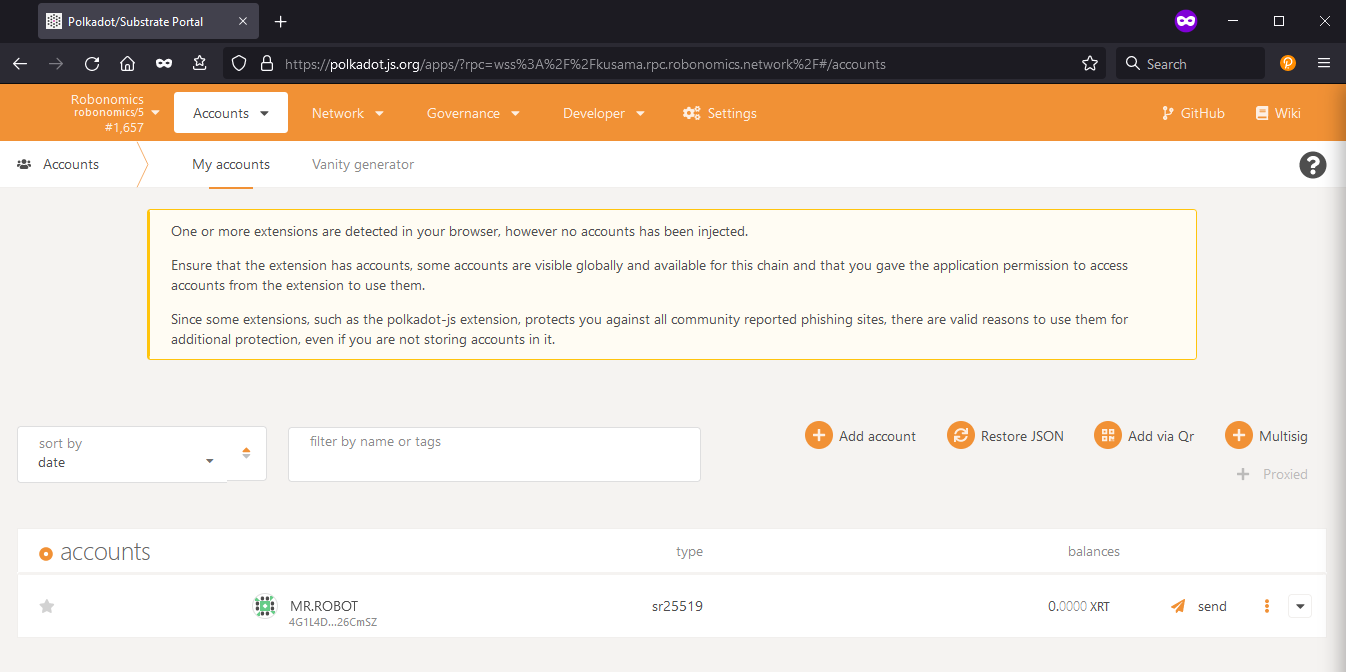 Polkadot/Substrate Portal
https://polkadot.js.org/apps/?rpc=wss%3A%2F%2Fkusama.rpc.robonomics.network%2F#/accounts
Search
Robonomics
robonomics/5
#1,657
Accounts
Network
Governance
Developer
Settings
GitHub
Wiki
Accounts
My accounts
Vanity generator
One or more extensions are detected in your browser, however no accounts has been injected.
Ensure that the extension has accounts, some accounts are visible globally and available for this chain and that you gave the application permission to access
accounts from the extension to use them.
Since some extensions, such as the polkadot-js extension, protects you against all community reported phishing sites, there are valid reasons to use them for
additional protection, even if you are not storing accounts in it.
sort by
date
filter by name or tags
Add account
Restore JSON
Add via Qr
Multisig
Proxied
accounts
type
balances
MR.ROBOT
4G1L4D...26CmSZ
sr25519
0.0000 XRT
send